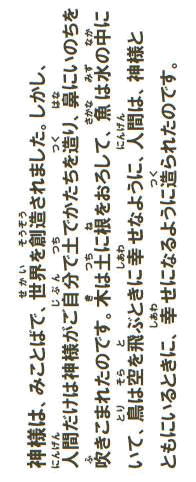 神様は、みことばで、世界を創造されました。しかし、
人間だけは神様がご自分で土でかたちを造り、鼻にいのちを
吹きこまれたのです。木は土に根をおろして、魚は水の中に
いて、鳥は空を飛ぶときに幸せなように、人間は、神様と
ともにいるときに、幸せになるように造られたのです。